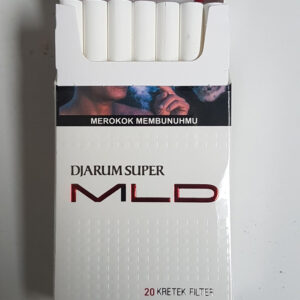 MEROKOK MEMBUNUHMU
DJARUM SUPER
MLD
20 KRETEK FILTER